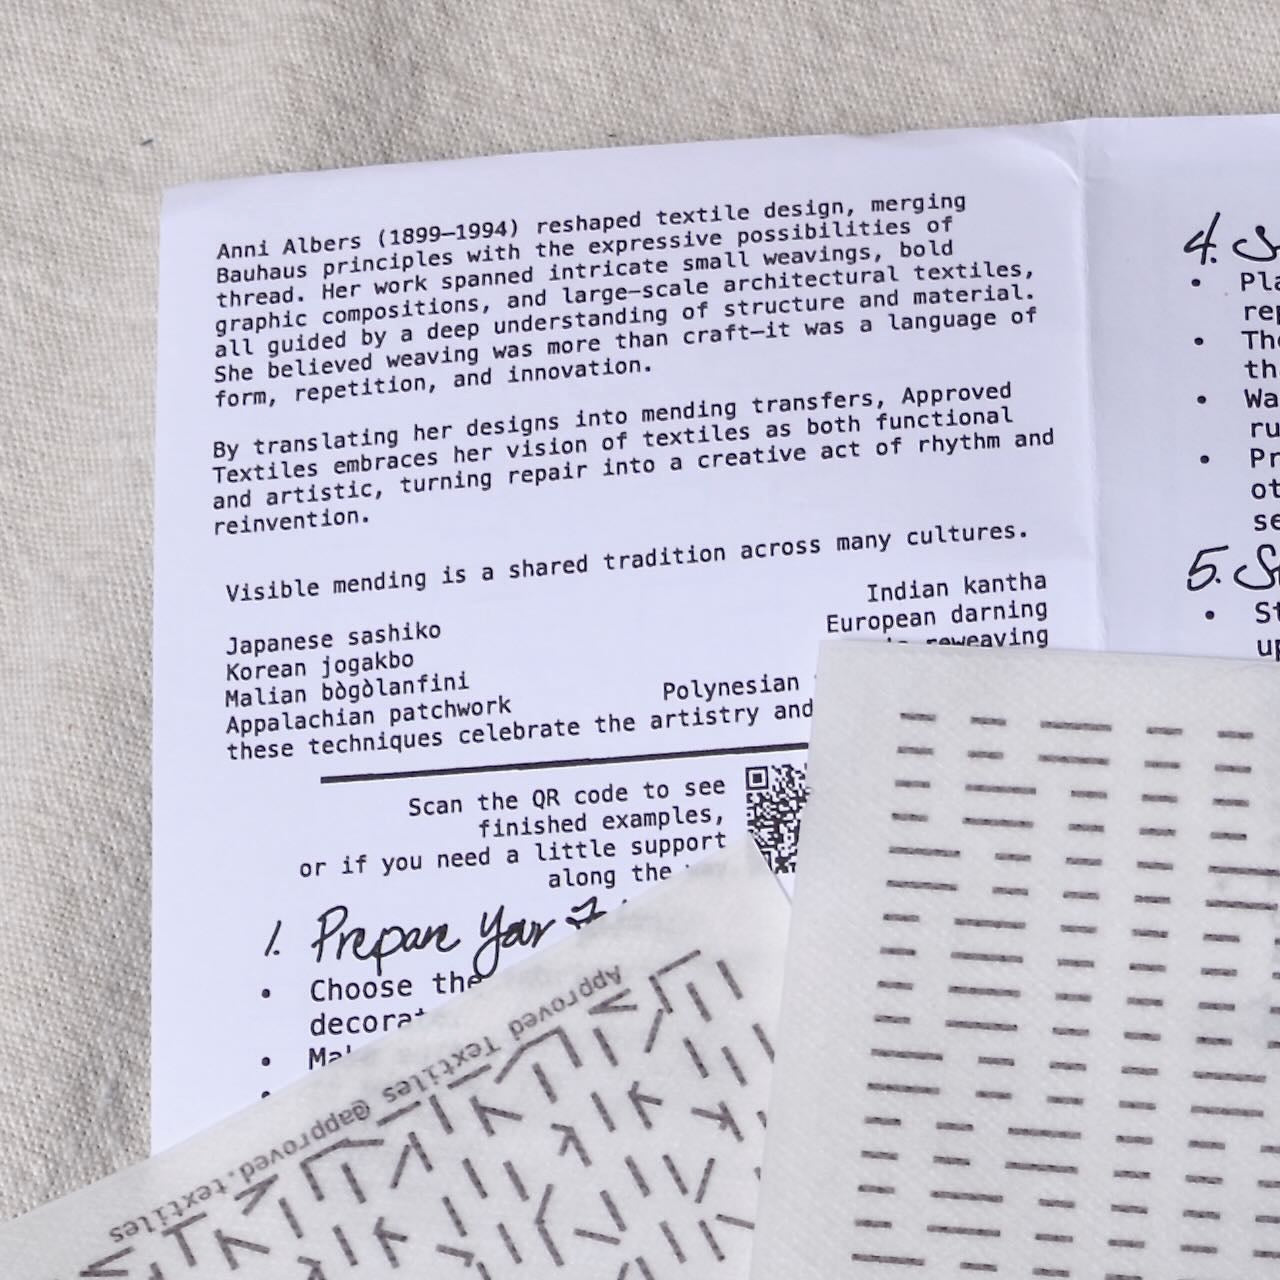 Anni Albers (1899—1994) reshaped textile design, merging
Bauhaus principles with the expressive possibilities of
thread. Her work spanned intricate small weavings, bold
graphic compositions, and large—scale architectural textiles,
all guided by a deep understanding of structure and material.
She believed weaving was more than craft—it was a language of
form, repetition, and innovation.
By translating her designs into mending transfers, Approved
Textiles embraces her vision of textiles as both functional
and artistic, turning repair into a creative act of rhythm and
reinvention.
Visible mending is a shared tradition across many cultures.
Japanese sashiko
Korean jogakbo
Malian bògòlanfini
Appalachian patchwork
Indian kantha
European darning
reweaving
Polynesian
these techniques celebrate the artistry and
Scan the QR code to see
finished examples,
or if you need a little support
along the
1. Prepare Your
• Choose the
•
•
4.
•
•
• Wa
•
5.
•
Approved Textiles @approved.textiles